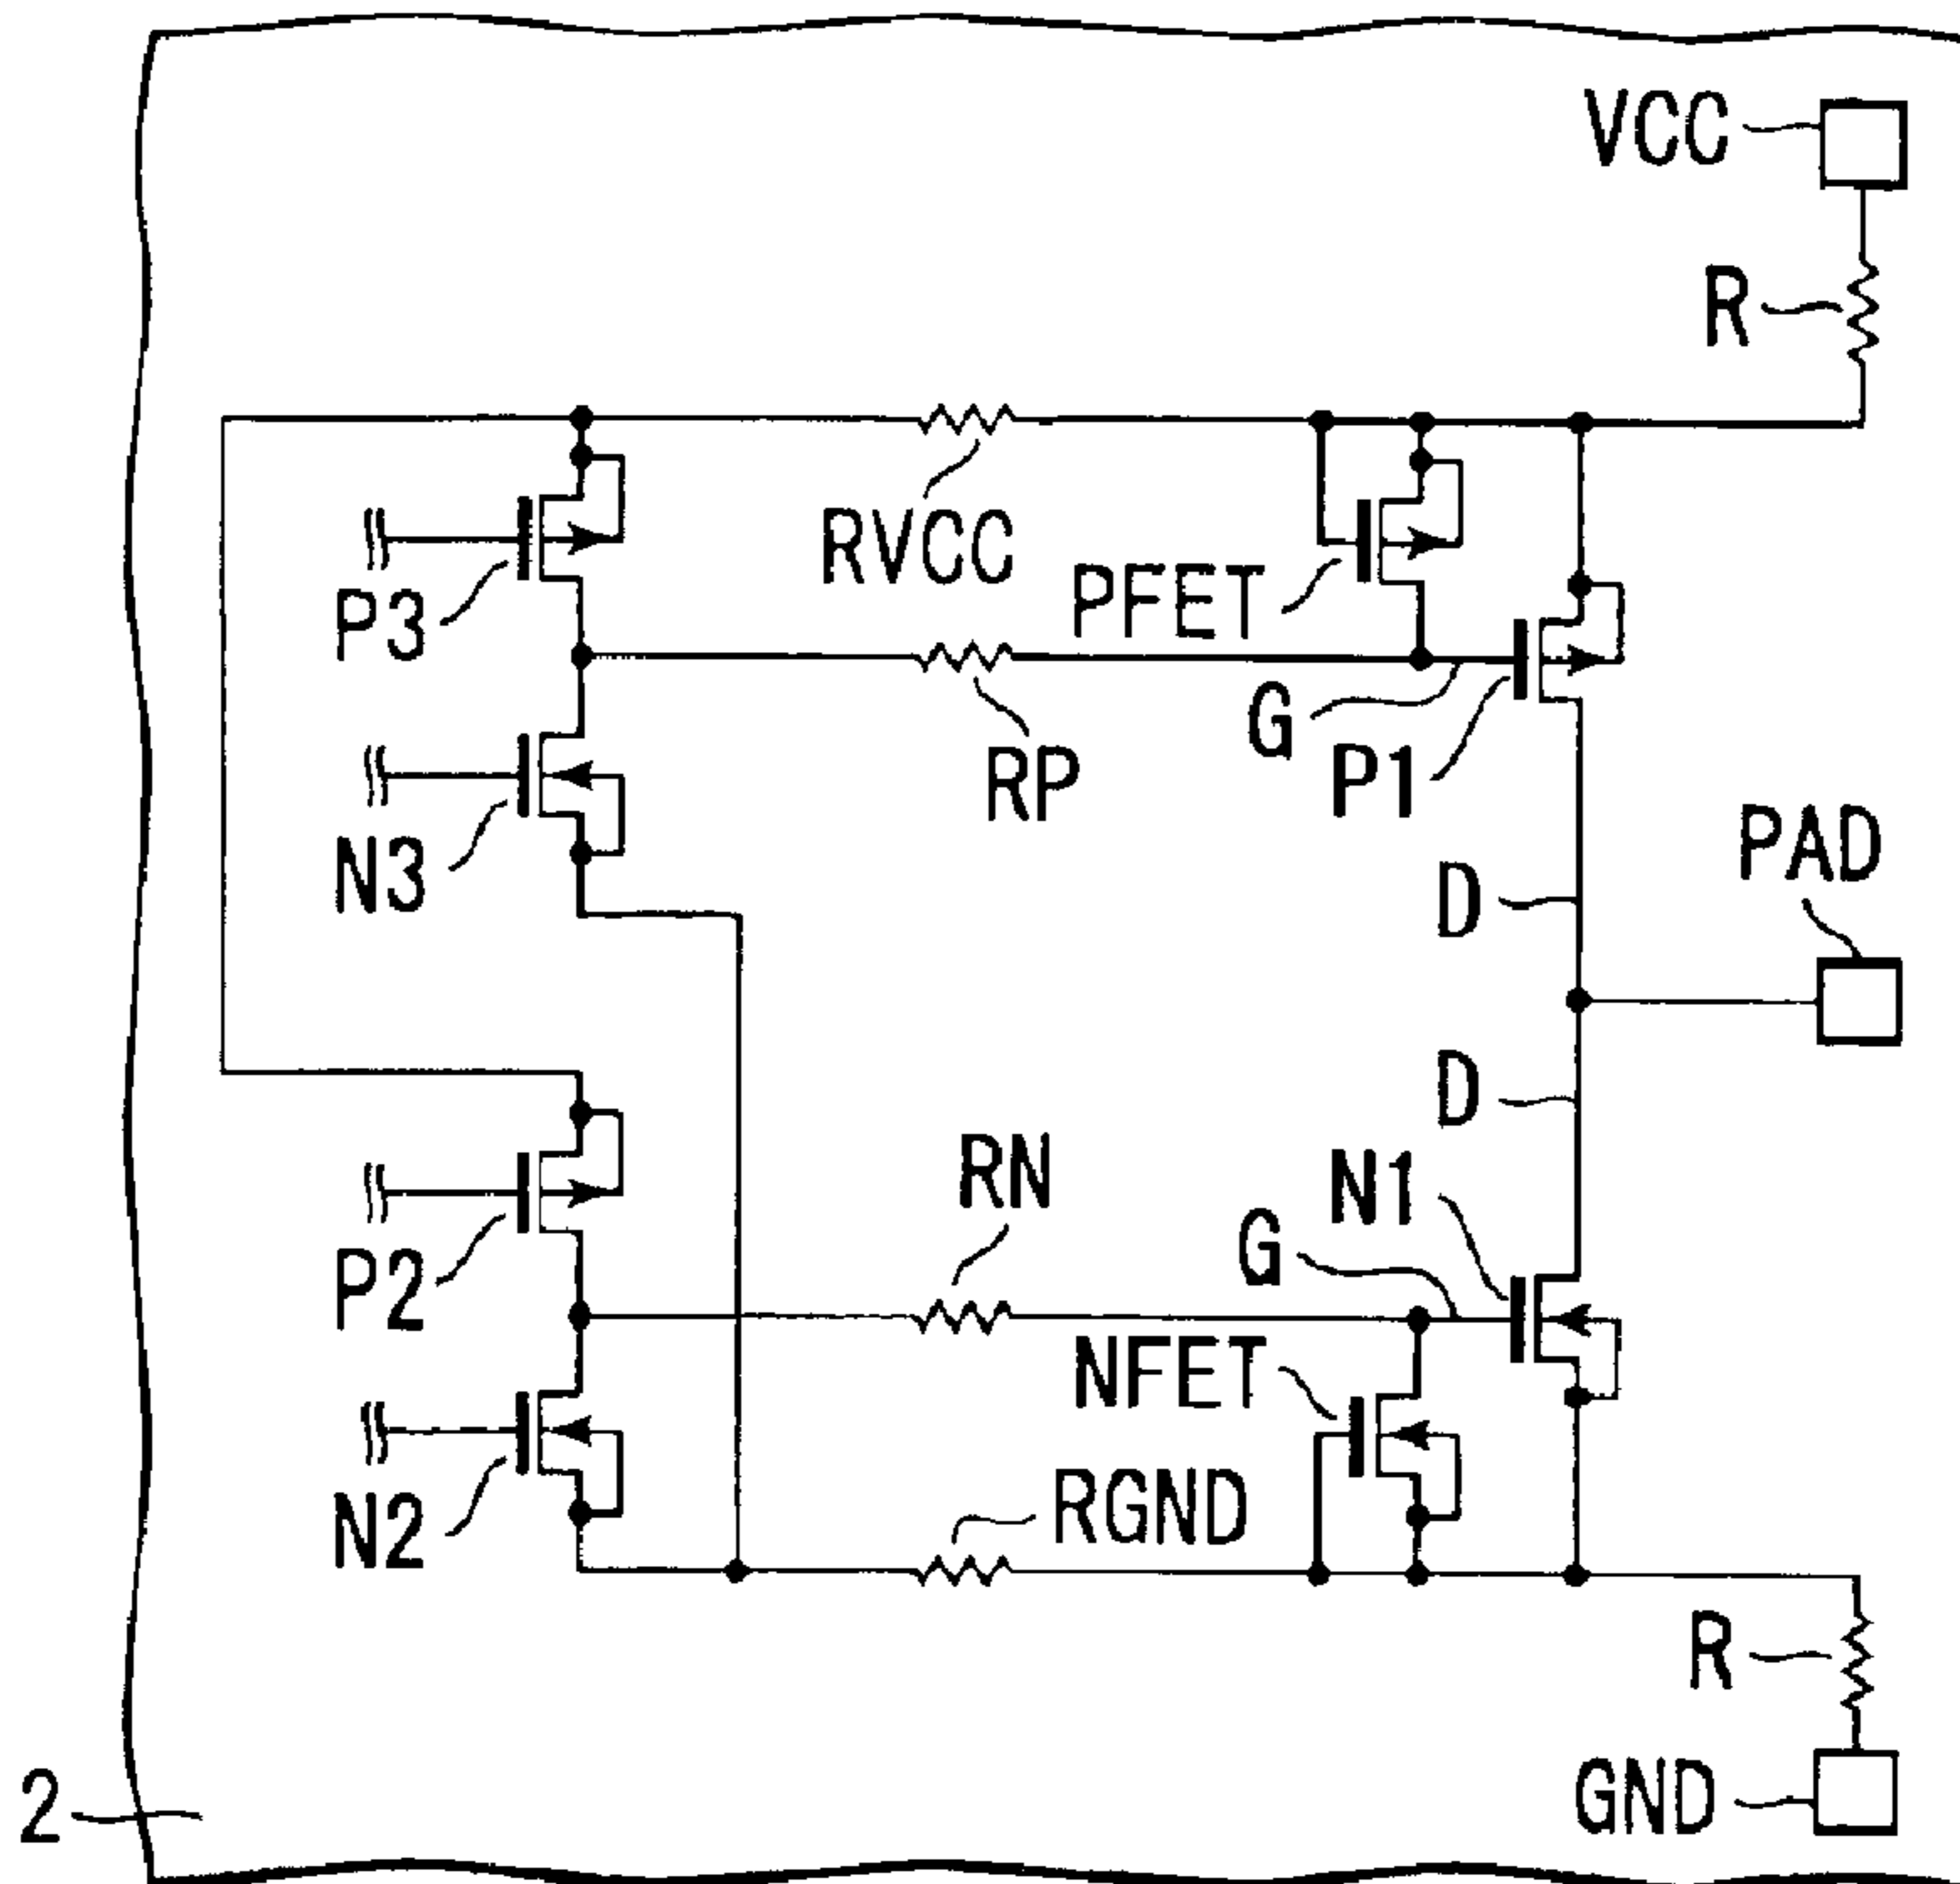 VCC
R
RVCC
PFET
P3
G
P1
RP
N3
PAD
D
D
RN
N1
G
P2
NFET
RGND
N2
R
2
GND